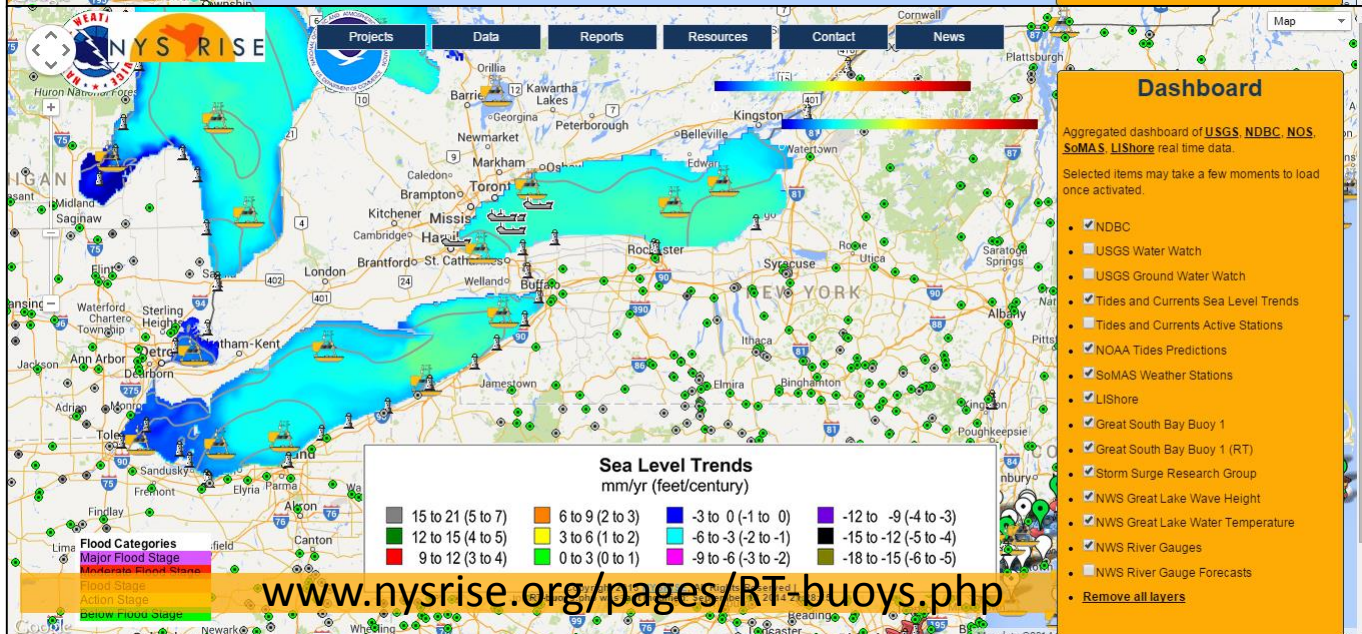 NYS RISE
Projects
Data
Reports
Resources
Contact
News
Map
Dashboard
Aggregated dashboard of USGS, NDBC, NOS,
SoMAS, LIShore real time data.
Selected items may take a few moments to load
once activated.
NDBC
USGS Water Watch
USGS Ground Water Watch
Tides and Currents Sea Level Trends
Tides and Currents Active Stations
NOAA Tides Predictions
SoMAS Weather Stations
LIShore
Great South Bay Buoy 1
Great South Bay Buoy 1 (RT)
Storm Surge Research Group
NWS Great Lake Wave Height
NWS Great Lake Water Temperature
NWS River Gauges
NWS River Gauge Forecasts
Remove all layers
Cornwall
Plattsburgh
Orillia
Barrie
Kawartha
Lakes
Georgina
Peterborough
Newmarket
Belleville
Kingston
Watertown
Markham
Caledon
Brampton
Kitchener
Cambridge
Brantford
St. Catharines
Welland
Buffalo
London
Midland
Saginaw
Flint
Waterford
Charter
Township
Sterling
Ann Arbor
Dearborn
Jackson
Adrian
Sandusky
Fremont
Findlay
Lima
Elyria
Parma
Akron
Canton
Rochester
Syracuse
Rome
Utica
Saratoga
Springs
NEW YORK
Albany
Ithaca
Jamestown
Elmira
Binghamton
Poughkeepsie
Newark
Wheeling
Reading
Sea Level Trends
mm/yr (feet/century)
15 to 21 (5 to 7) 6 to 9 (2 to 3) -3 to 0 (-1 to 0) -12 to -9 (-4 to -3)
12 to 15 (4 to 5) 3 to 6 (1 to 2) -6 to -3 (-2 to -1) -15 to -12 (-5 to -4)
9 to 12 (3 to 4) 0 to 3 (0 to 1) -9 to -6 (-3 to -2) -18 to -15 (-6 to -5)
Flood Categories
Major Flood Stage
Moderate Flood Stage
Flood Stage
Action Stage
Below Flood Stage
www.nysrise.org/pages/RT-buoys.php
Google